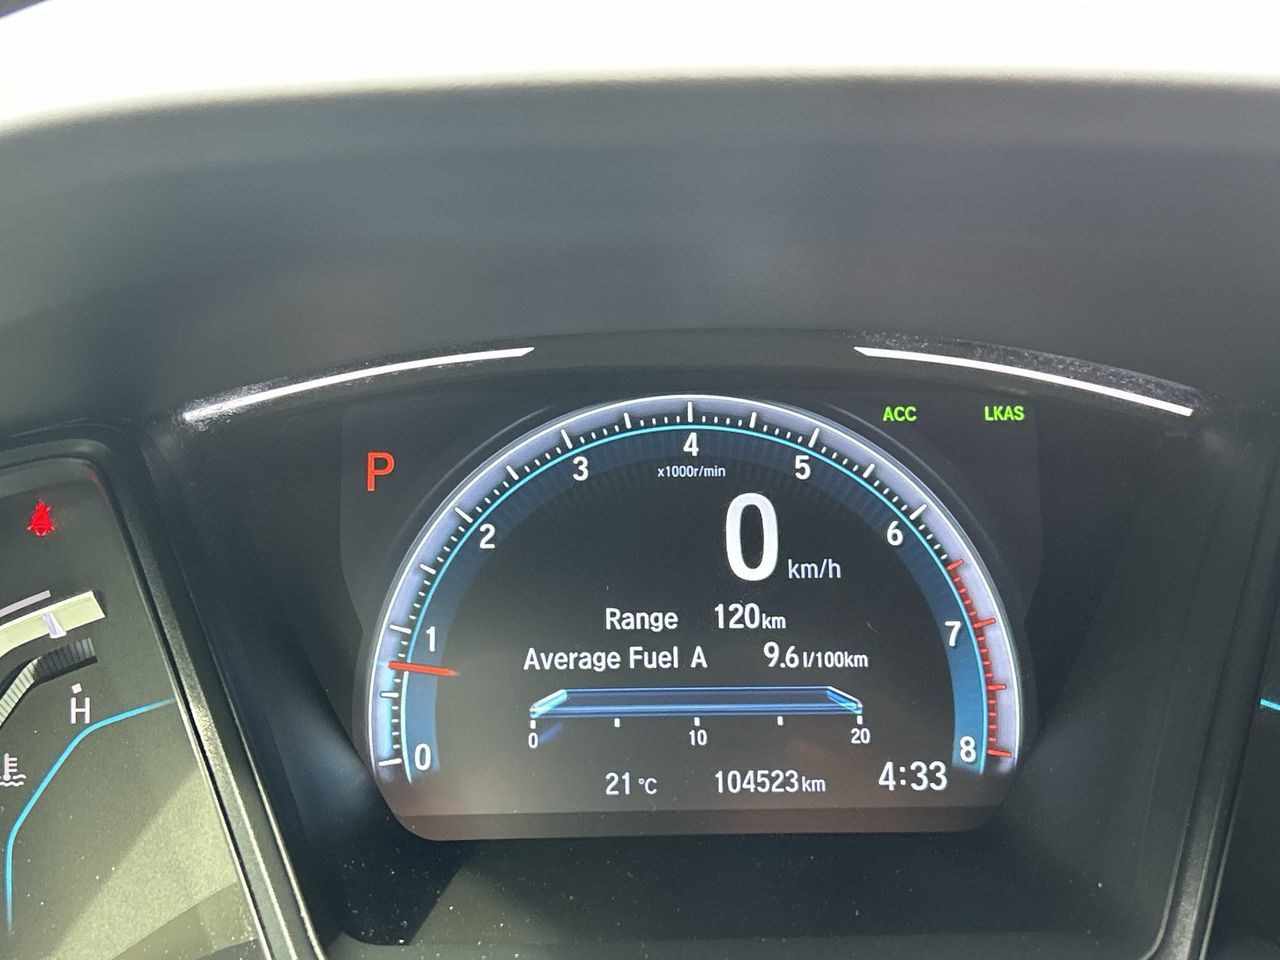 ACC LKAS
P
4
3 5
x1000r/min
2 6
0 km/h
Range 120km
1 7
Average Fuel A 9.6 l/100km
H
0 10 20
0 8
21°C 104523km 4:33